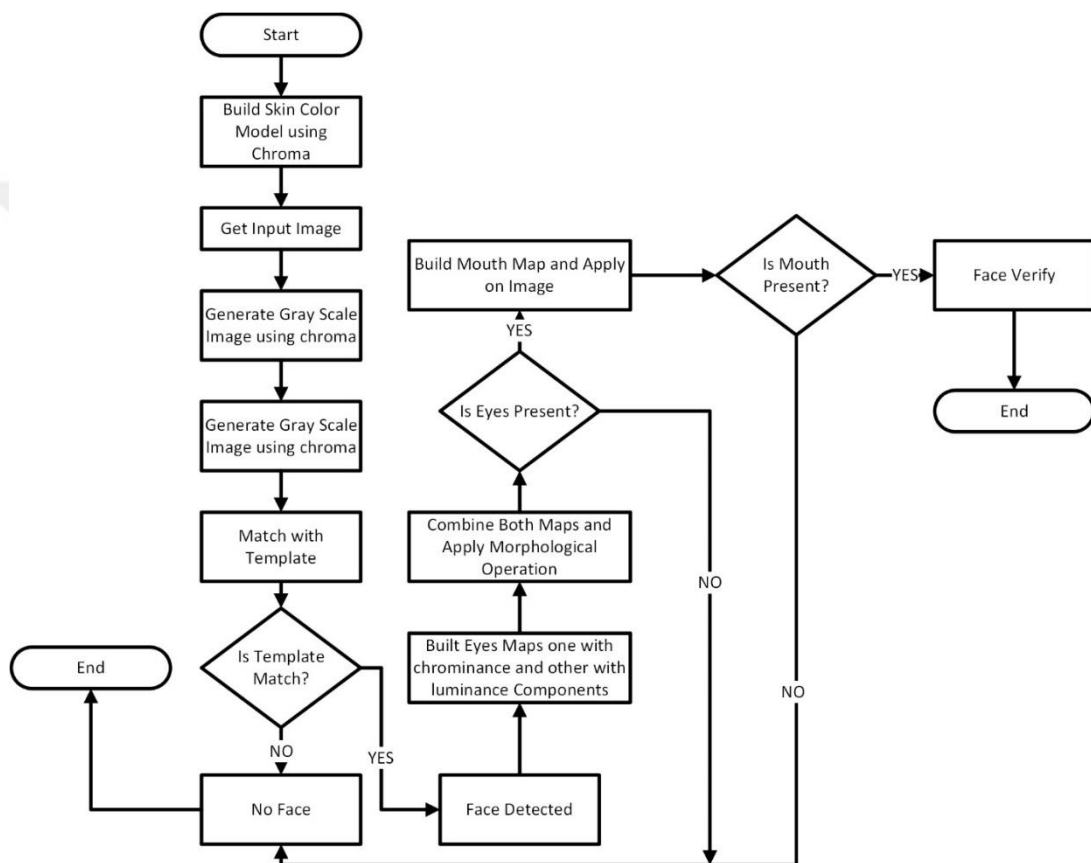 Start
Build Skin Color
Model using
Chroma
Get Input Image
Generate Gray Scale
Image using chroma
Generate Gray Scale
Image using chroma
Match with
Template
Is Template
Match?
NO
YES
No Face
End
Face Detected
Built Eyes Maps one with
chrominance and other with
luminance Components
Combine Both Maps and
Apply Morphological
Operation
Is Eyes Present?
YES
NO
Build Mouth Map and Apply
on Image
Is Mouth
Present?
YES
NO
Face Verify
End